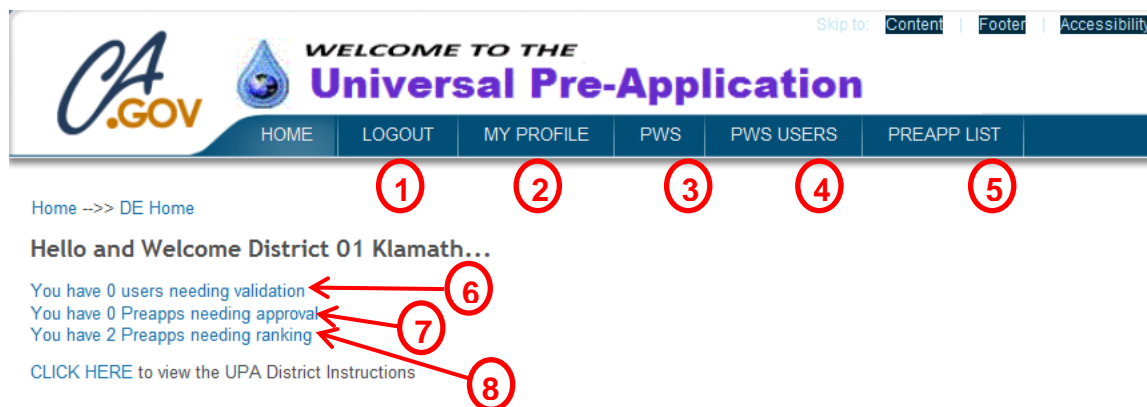 Skip to: Content | Footer | Accessibility
CA.GOV
WELCOME TO THE
Universal Pre-Application
HOME LOGOUT MY PROFILE PWS PWS USERS PREAPP LIST
1 2 3 4 5
Home -->> DE Home
Hello and Welcome District 01 Klamath...
You have 0 users needing validation 6
You have 0 Preapps needing approval 7
You have 2 Preapps needing ranking 8
CLICK HERE to view the UPA District Instructions